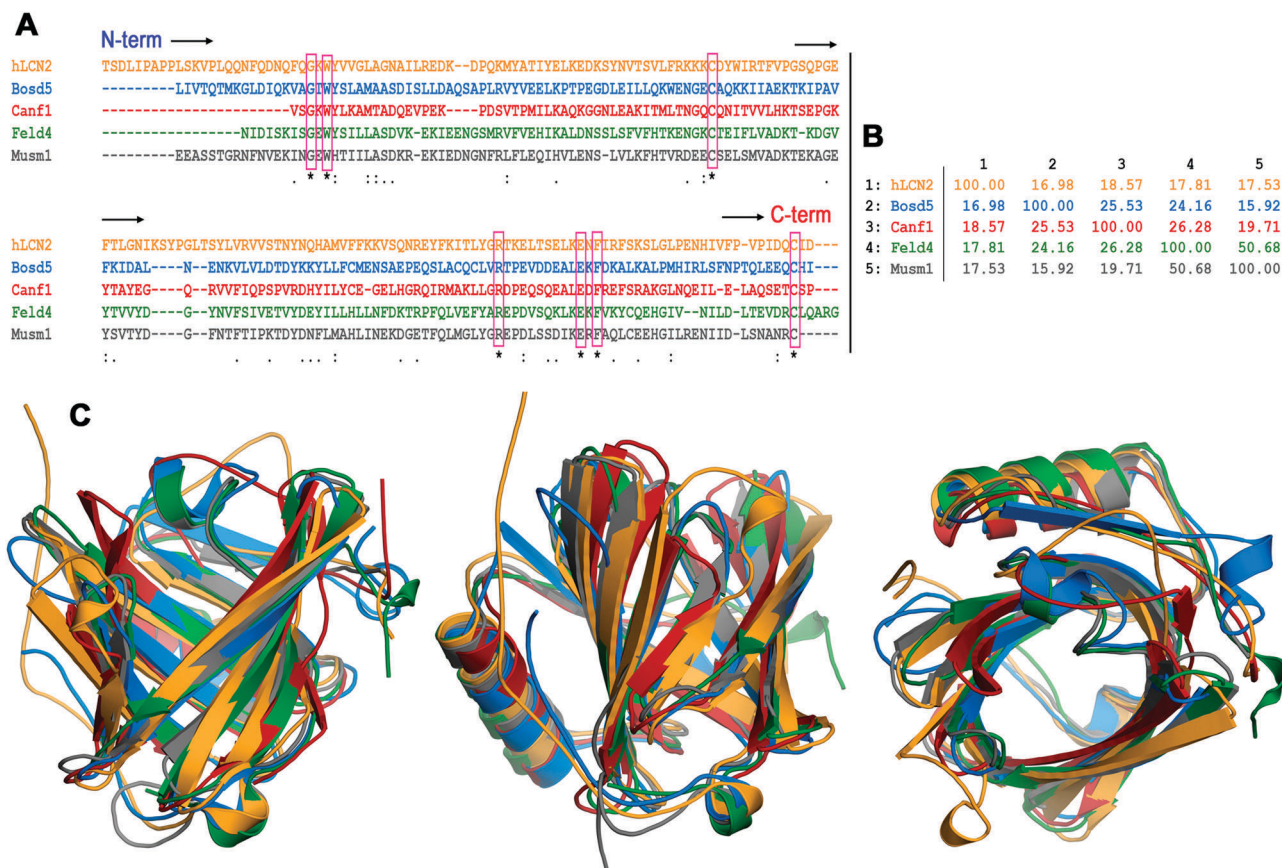 A
N-term
hLCN2 TSDLIPAPPLSKVPLQQNFQDNQFQGKWYVVGLAGNAILREDK--DPQKMYATIYELKEDKSYNVTSVLFRKKKCDYWIRTFVPGSQPGE
Bosd5 ---------LIVTQTMKGLDIQKVAGTWYSLAMAASDISLLDAQSAPLRVYVEELKPTPEGDLEILLQKWENGECAQKKIIAEKTKIPAV
Canf1 -----------------------VSGKWYLKAMTADQEVPEK--PDSVTPMILKAQKGGNLEAKITMLTNGQCQNITVVLHKTSEPGK
Feld4 -----------------NIDISKISGEWYSILLASDVK-EKIEENGSMRVFVEHIKALDNSSLSFVFHTKENGKCTEIFLVADKT-KDGV
Musm1 ---------EEASSTGRNFNVEKINGEWHTIILASDKR-EKIEDNGNFRLFLEQIHVLENS-LVLKFHTVRDEECSELSMVADKTEKAGE
. * *: :::.. : . * . .
C-term
hLCN2 FTLGNIKSYPGLTSYLVRVVSTNYNQHAMVFFKKVSQNREYFKITLYGRTKELTSELKENFIRFSKSLGLPENHIVFP-VPIDQCID--
Bosd5 FKIDAL---N---ENKVLVLDTDYKKYLLFCMENSAEPEQSLACQCLVRTPEVDDEALEKFDKALKALPMHIRLSFNPTQLEEQCHI--
Canf1 YTAYEG---Q---RVVFIQPSPVRDHYILYCE-GELHGRQIRMAKLLGRDPEQSQEALEDFREFSRAKGLNQEIL-E-LAQSETCSP--
Feld4 YTVVYD---G---YNVFSIVETVYDEYILLHLLNFDKTRPFQLVEFYAREPDVSQKLKEKFVKYCQEHGIV--NILD-LTEVDRCLQARG
Musm1 YSVTYD---G---FNTFTIPKTDYDNFLMAHLINEKDGETFQLMGLYGREPDLSSDIKERFAQLCEEHGILRENIID-LSNANRC-----
:. . . . . . * : ..* * . : . *
B
1 2 3 4 5
1: hLCN2 100.00 16.98 18.57 17.81 17.53
2: Bosd5 16.98 100.00 25.53 24.16 15.92
3: Canf1 18.57 25.53 100.00 26.28 19.71
4: Feld4 17.81 24.16 26.28 100.00 50.68
5: Musm1 17.53 15.92 19.71 50.68 100.00
C